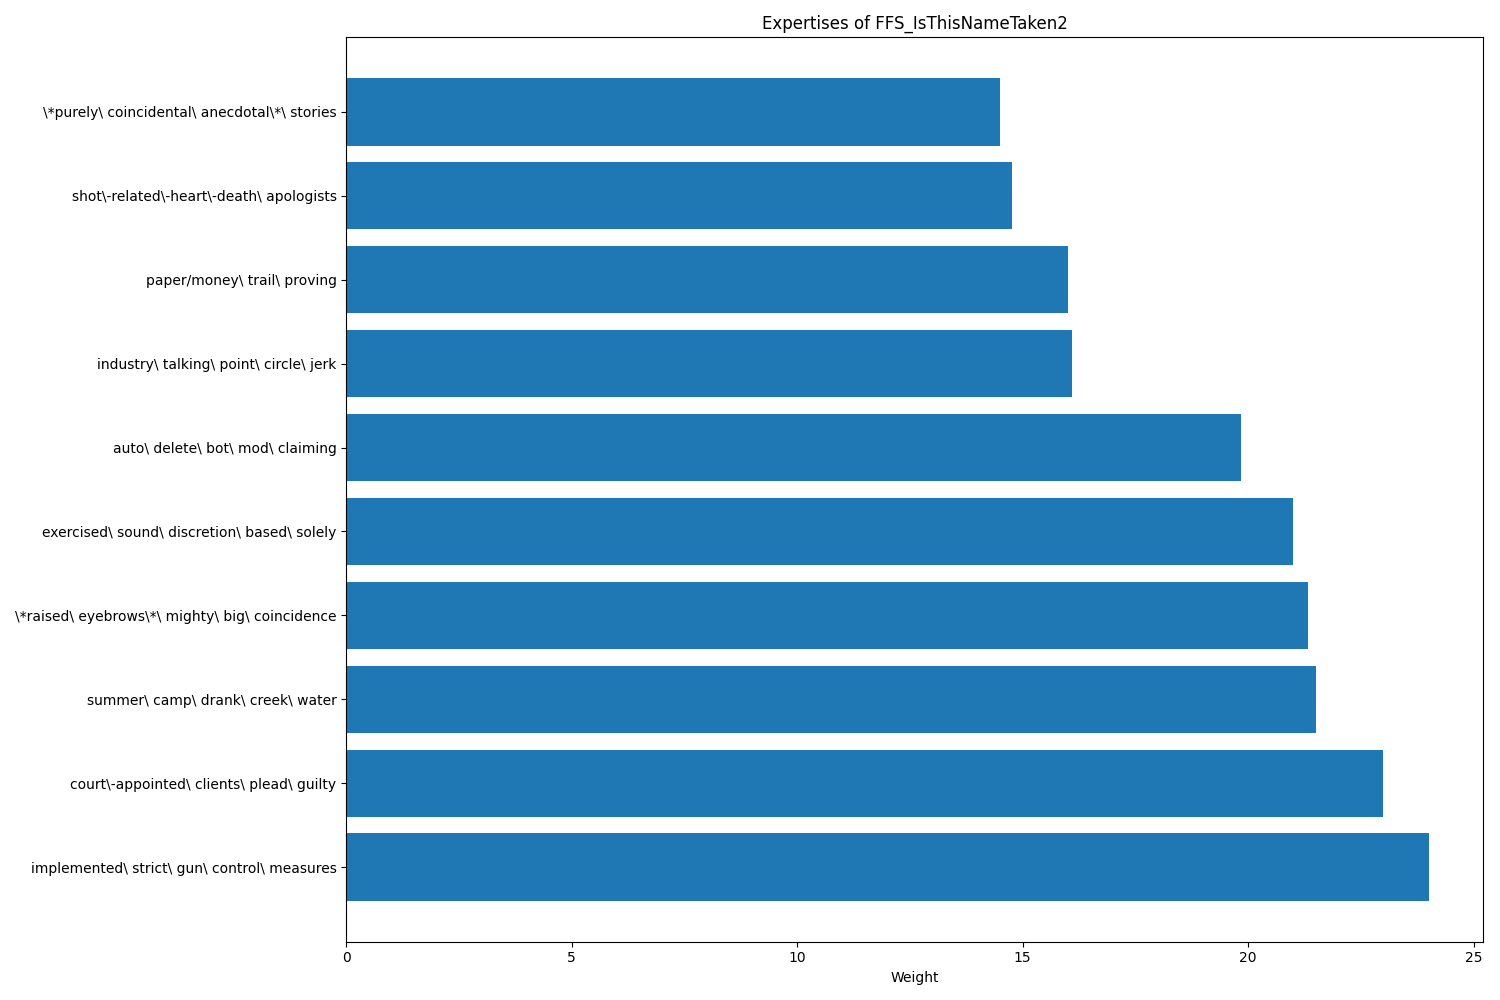 Expertises of FFS_IsThisNameTaken2
\*purely\ coincidental\ anecdotal\*\ stories
shot\-related\-heart\-death\ apologists
paper/money\ trail\ proving
industry\ talking\ point\ circle\ jerk
auto\ delete\ bot\ mod\ claiming
exercised\ sound\ discretion\ based\ solely
\*raised\ eyebrows\*\ mighty\ big\ coincidence
summer\ camp\ drank\ creek\ water
court\-appointed\ clients\ plead\ guilty
implemented\ strict\ gun\ control\ measures
0 5 10 15 20 25
Weight